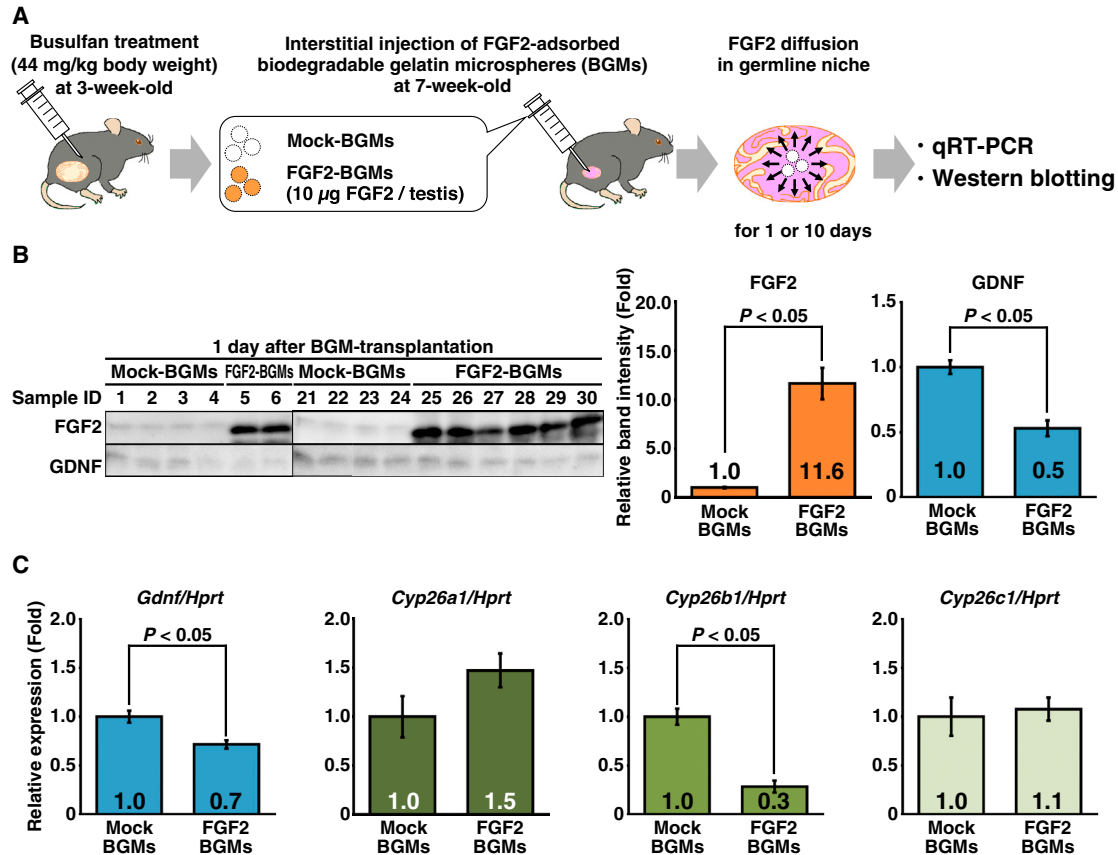 A
Busulfan treatment
(44 mg/kg body weight)
at 3-week-old
Interstitial injection of FGF2-adsorbed
biodegradable gelatin microspheres (BGMs)
at 7-week-old
FGF2 diffusion
in germline niche
Mock-BGMs
FGF2-BGMs
(10 µg FGF2 / testis)
・qRT-PCR
・Western blotting
for 1 or 10 days
B
1 day after BGM-transplantation
Mock-BGMs FGF2-BGMs Mock-BGMs FGF2-BGMs
Sample ID 1 2 3 4 5 6 21 22 23 24 25 26 27 28 29 30
FGF2
GDNF
Relative band intensity (Fold)
FGF2
20.0
15.0
10.0
5.0
0
P < 0.05
1.0
11.6
Mock
BGMs
FGF2
BGMs
GDNF
1.5
1.0
0.5
0
P < 0.05
1.0
0.5
Mock
BGMs
FGF2
BGMs
C
Relative expression (Fold)
Gdnf/Hprt
2.0
1.5
1.0
0.5
0
P < 0.05
1.0
0.7
Mock
BGMs
FGF2
BGMs
Cyp26a1/Hprt
2.0
1.5
1.0
0.5
0
1.0
1.5
Mock
BGMs
FGF2
BGMs
Cyp26b1/Hprt
2.0
1.5
1.0
0.5
0
P < 0.05
1.0
0.3
Mock
BGMs
FGF2
BGMs
Cyp26c1/Hprt
2.0
1.5
1.0
0.5
0
1.0
1.1
Mock
BGMs
FGF2
BGMs